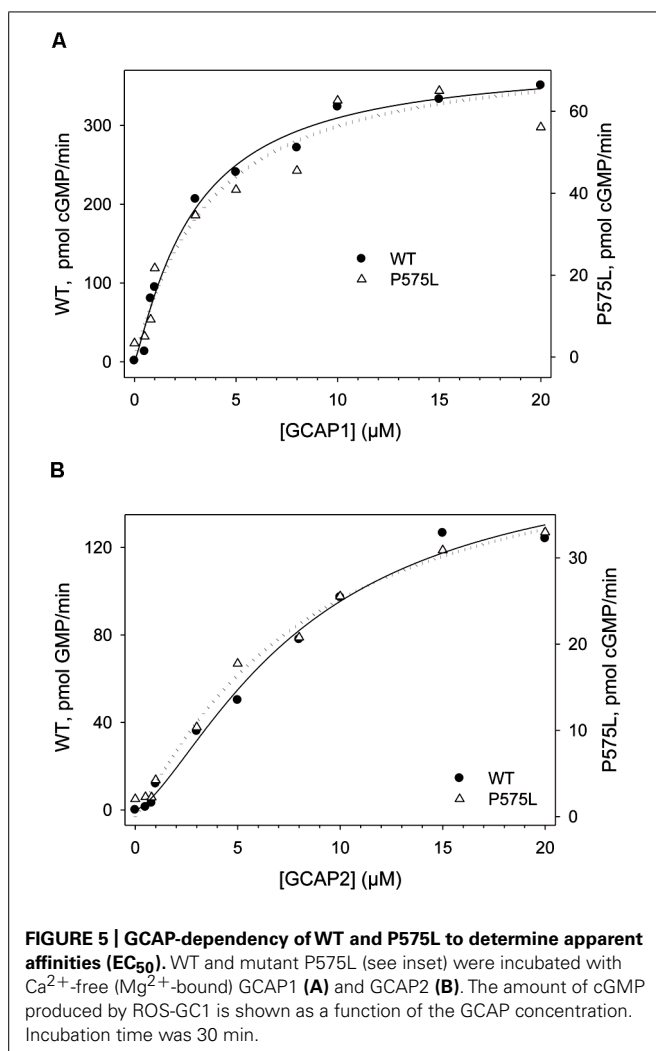 A
WT, pmol cGMP/min
300
200
100
0
P575L, pmol cGMP/min
60
40
20
0
WT
P575L
0 5 10 15 20
[GCAP1] (µM)
B
WT, pmol GMP/min
120
80
40
0
P575L, pmol cGMP/min
30
20
10
0
WT
P575L
0 5 10 15 20
[GCAP2] (µM)
FIGURE 5 | GCAP-dependency of WT and P575L to determine apparent
affinities (EC50). WT and mutant P575L (see inset) were incubated with
Ca2+-free (Mg2+-bound) GCAP1 (A) and GCAP2 (B). The amount of cGMP
produced by ROS-GC1 is shown as a function of the GCAP concentration.
Incubation time was 30 min.